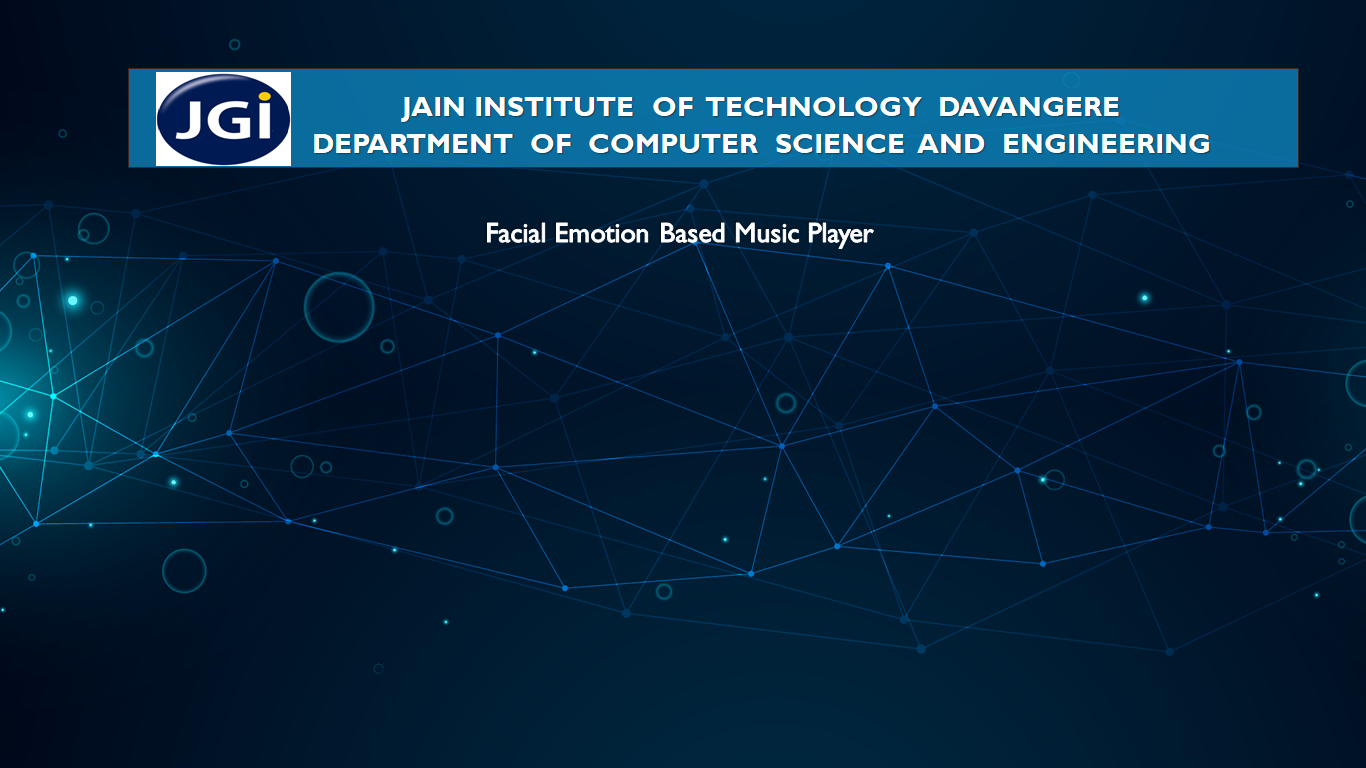 JGi
JAIN INSTITUTE OF TECHNOLOGY DAVANGERE
DEPARTMENT OF COMPUTER SCIENCE AND ENGINEERING
Facial Emotion Based Music Player